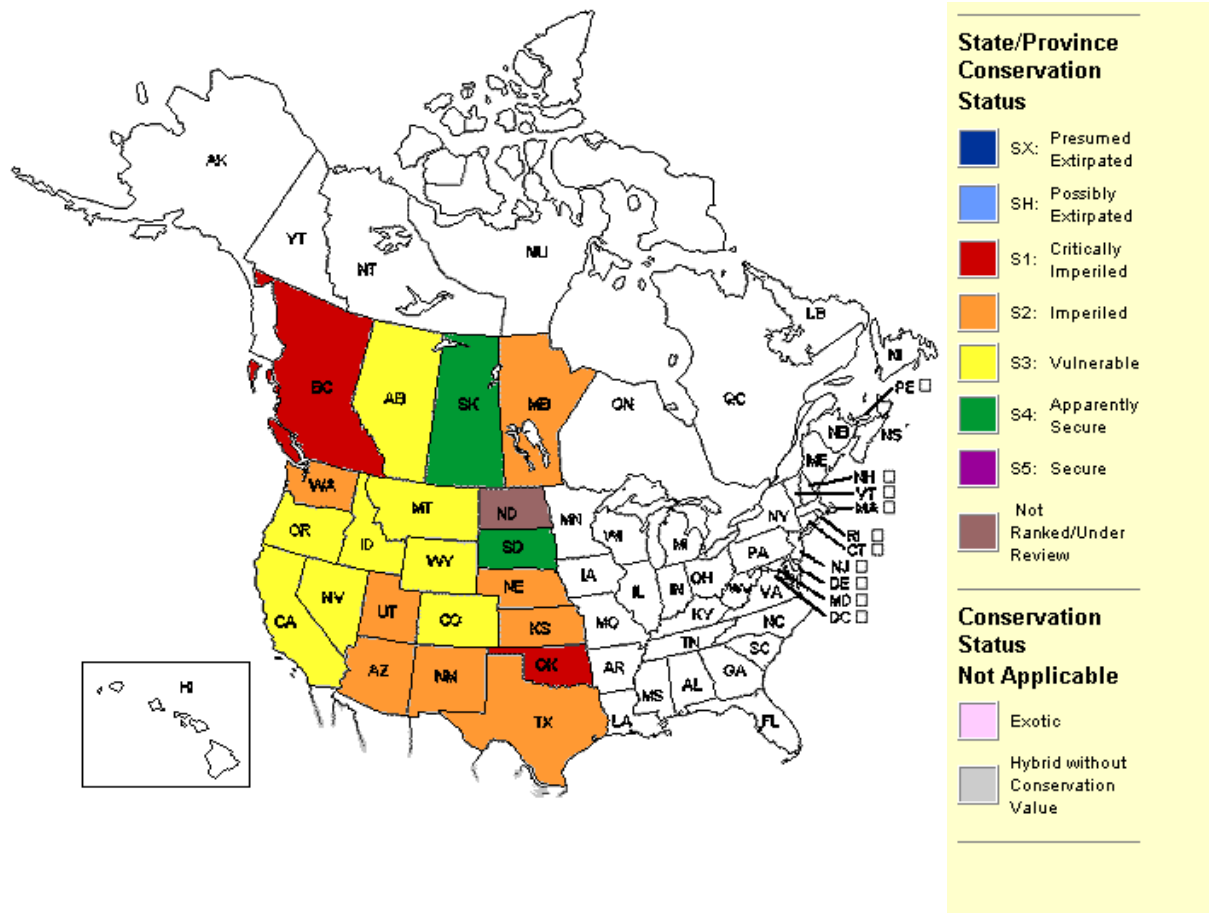 AK
YT
NT
NU
BC
AB
SK
MB
ON
QC
LB
NF
PE
NB
NS
ME
NH
VT
MA
NY
RI
CT
NJ
DE
MD
DC
WA
OR
ID
MT
WY
ND
SD
NE
KS
OK
TX
NM
AZ
UT
CO
NV
CA
MN
WI
MI
IA
IL
IN
OH
PA
WV
VA
KY
MO
TN
NC
SC
AR
MS
AL
GA
LA
FL
HI
State/Province
Conservation
Status
SX: Presumed
Extirpated
SH: Possibly
Extirpated
S1: Critically
Imperiled
S2: Imperiled
S3: Vulnerable
S4: Apparently
Secure
S5: Secure
Not
Ranked/Under
Review
Conservation
Status
Not Applicable
Exotic
Hybrid without
Conservation
Value